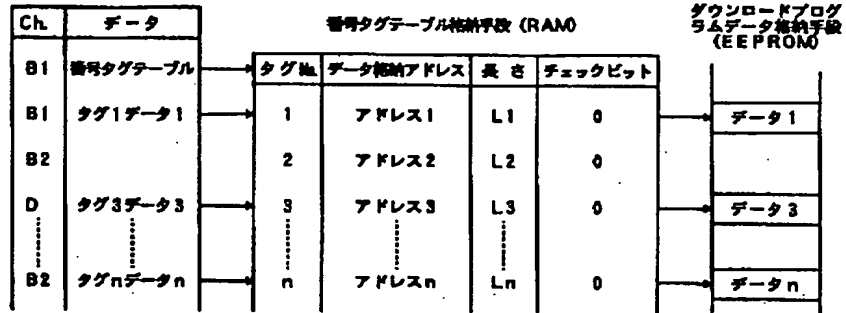 番号タグテーブル格納手段 (RAM)
ダウンロードプログ
ラムデータ格納手段
(EEPROM)
Ch. データ
B1 番号タグテーブル タグ№ データ格納アドレス 長さ チェックビット
B1 タグ1データ1 1 アドレス1 L1 0 データ1
B2 2 アドレス2 L2 0
D タグ3データ3 3 アドレス3 L3 0 データ3
B2 タグnデータn n アドレスn Ln 0 データn